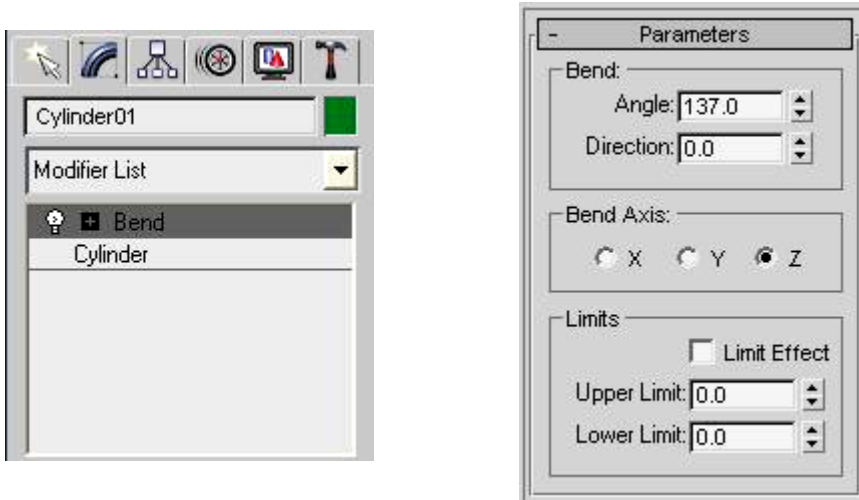 Cylinder01
Modifier List
Bend
Cylinder
- Parameters
Bend:
Angle: 137.0
Direction: 0.0
Bend Axis:
X Y Z
Limits
Limit Effect
Upper Limit: 0.0
Lower Limit: 0.0